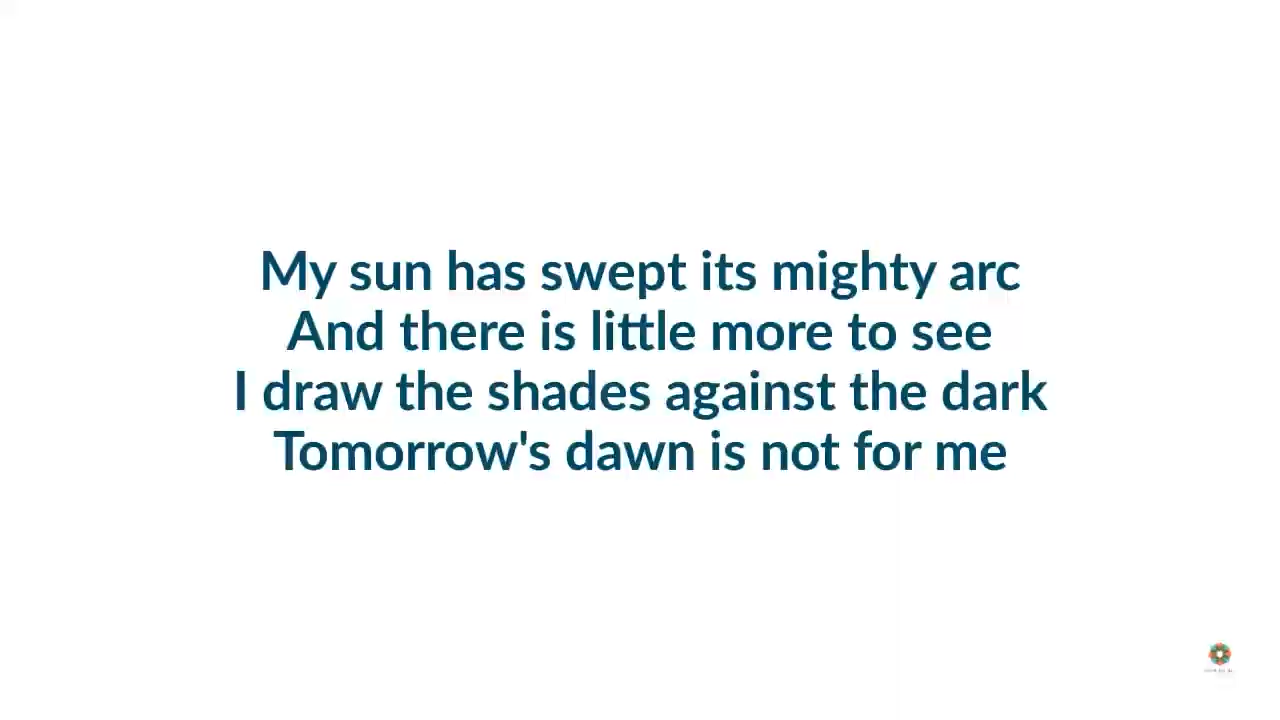 My sun has swept its mighty arc
And there is little more to see
I draw the shades against the dark
Tomorrow's dawn is not for me